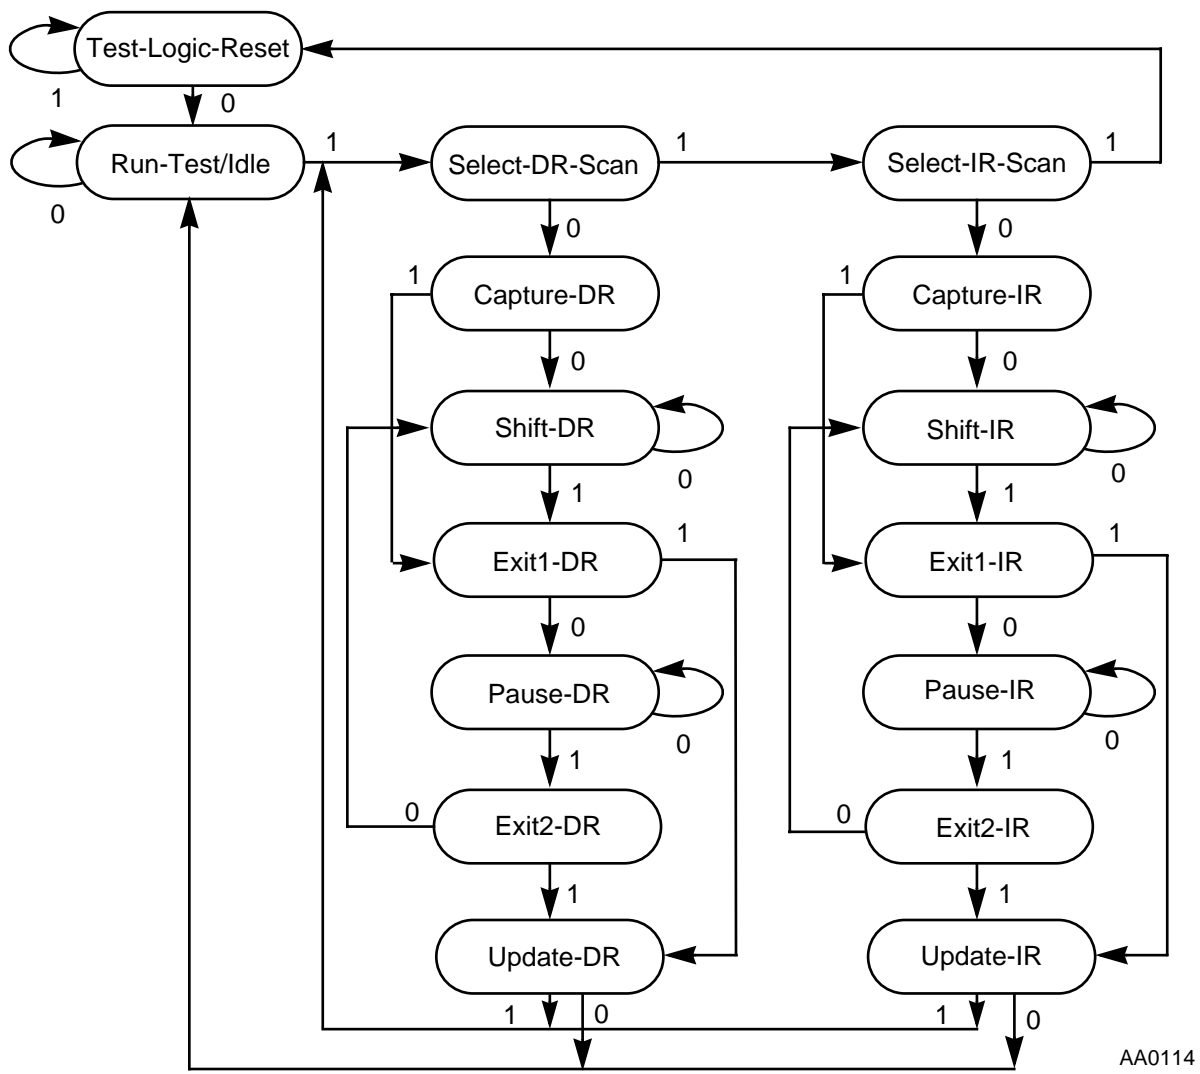 Test-Logic-Reset
1
0
Run-Test/Idle
1
Select-DR-Scan
1
Select-IR-Scan
1
0
0
0
1
Capture-DR
1
Capture-IR
0
0
Shift-DR
Shift-IR
0
0
1
1
Exit1-DR
1
Exit1-IR
1
0
0
Pause-DR
Pause-IR
0
0
1
1
0
Exit2-DR
0
Exit2-IR
1
1
Update-DR
Update-IR
1
0
1
0
AA0114